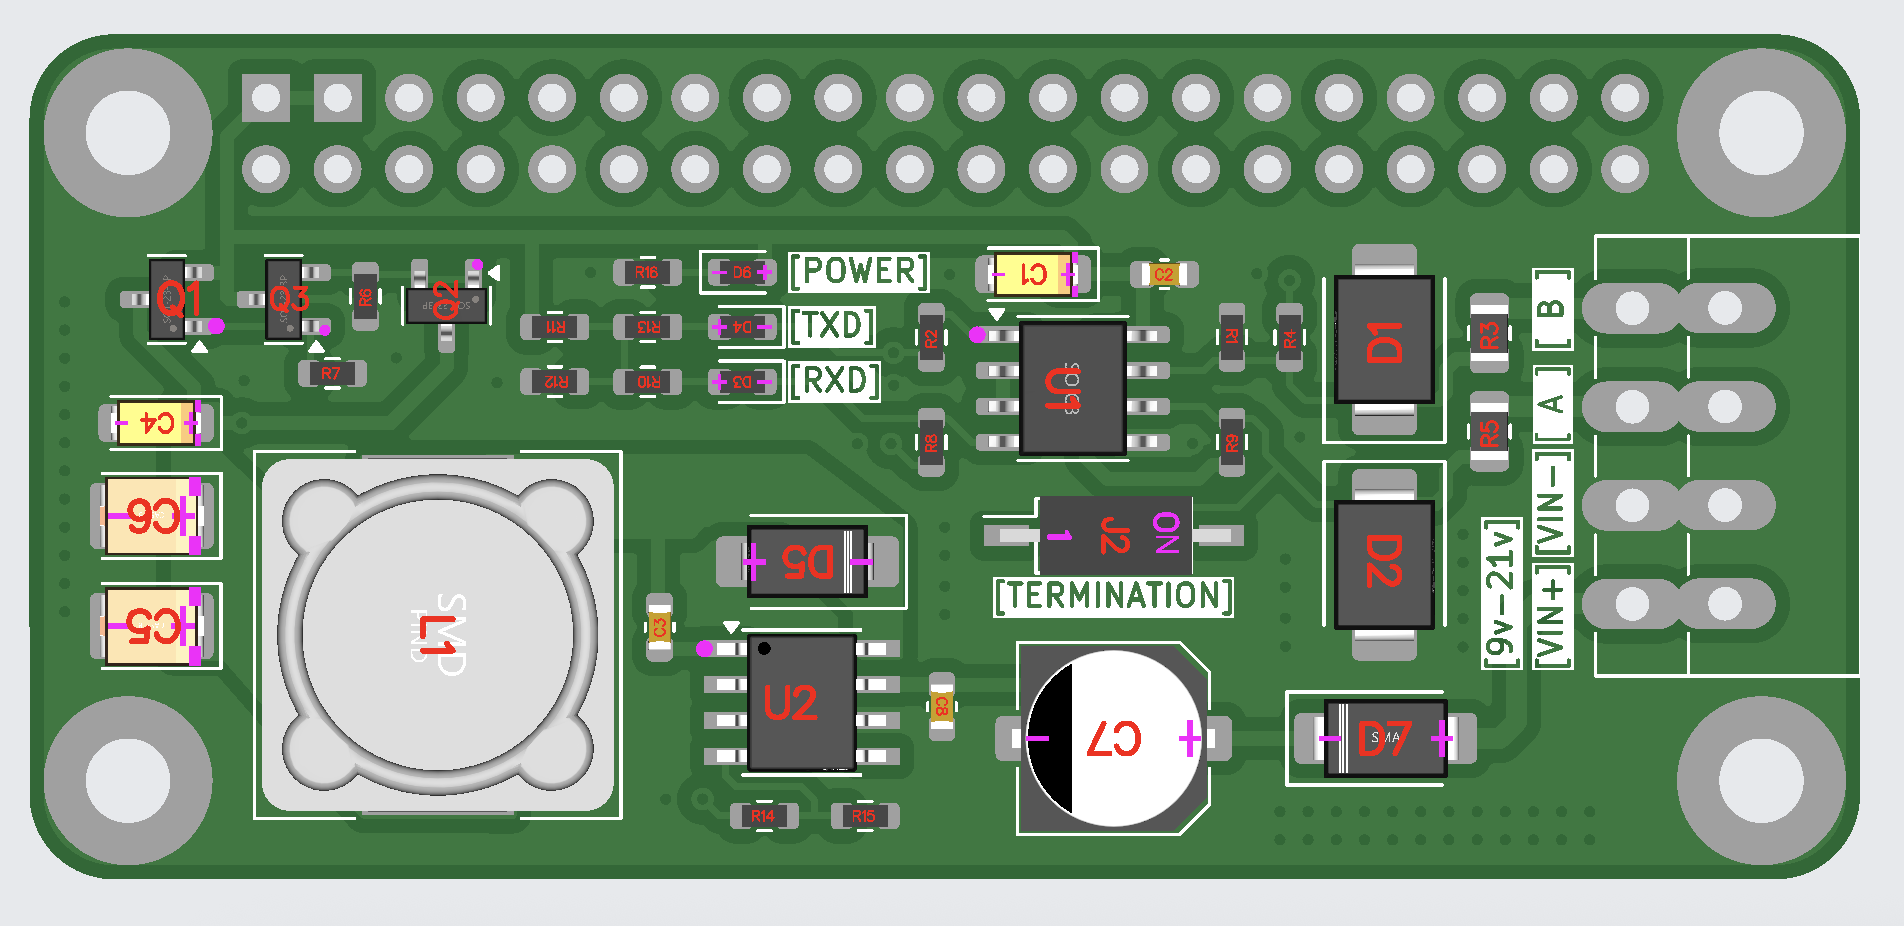 R16
D6
[POWER]
C1
C2
Q1
Q3
R6
Q2
[B]
R11
R13
D4
[TXD]
R2
R1
R4
D1
R3
R7
R12
R10
D3
[RXD]
U1
[A]
C4
R8
R9
R5
C6
D5
1
J2
ON
D2
[VIN-]
[TERMINATION]
[9v-21v]
[VIN+]
C5
SMD
L1
C3
U2
C8
C7
SMA
D7
R14
R15